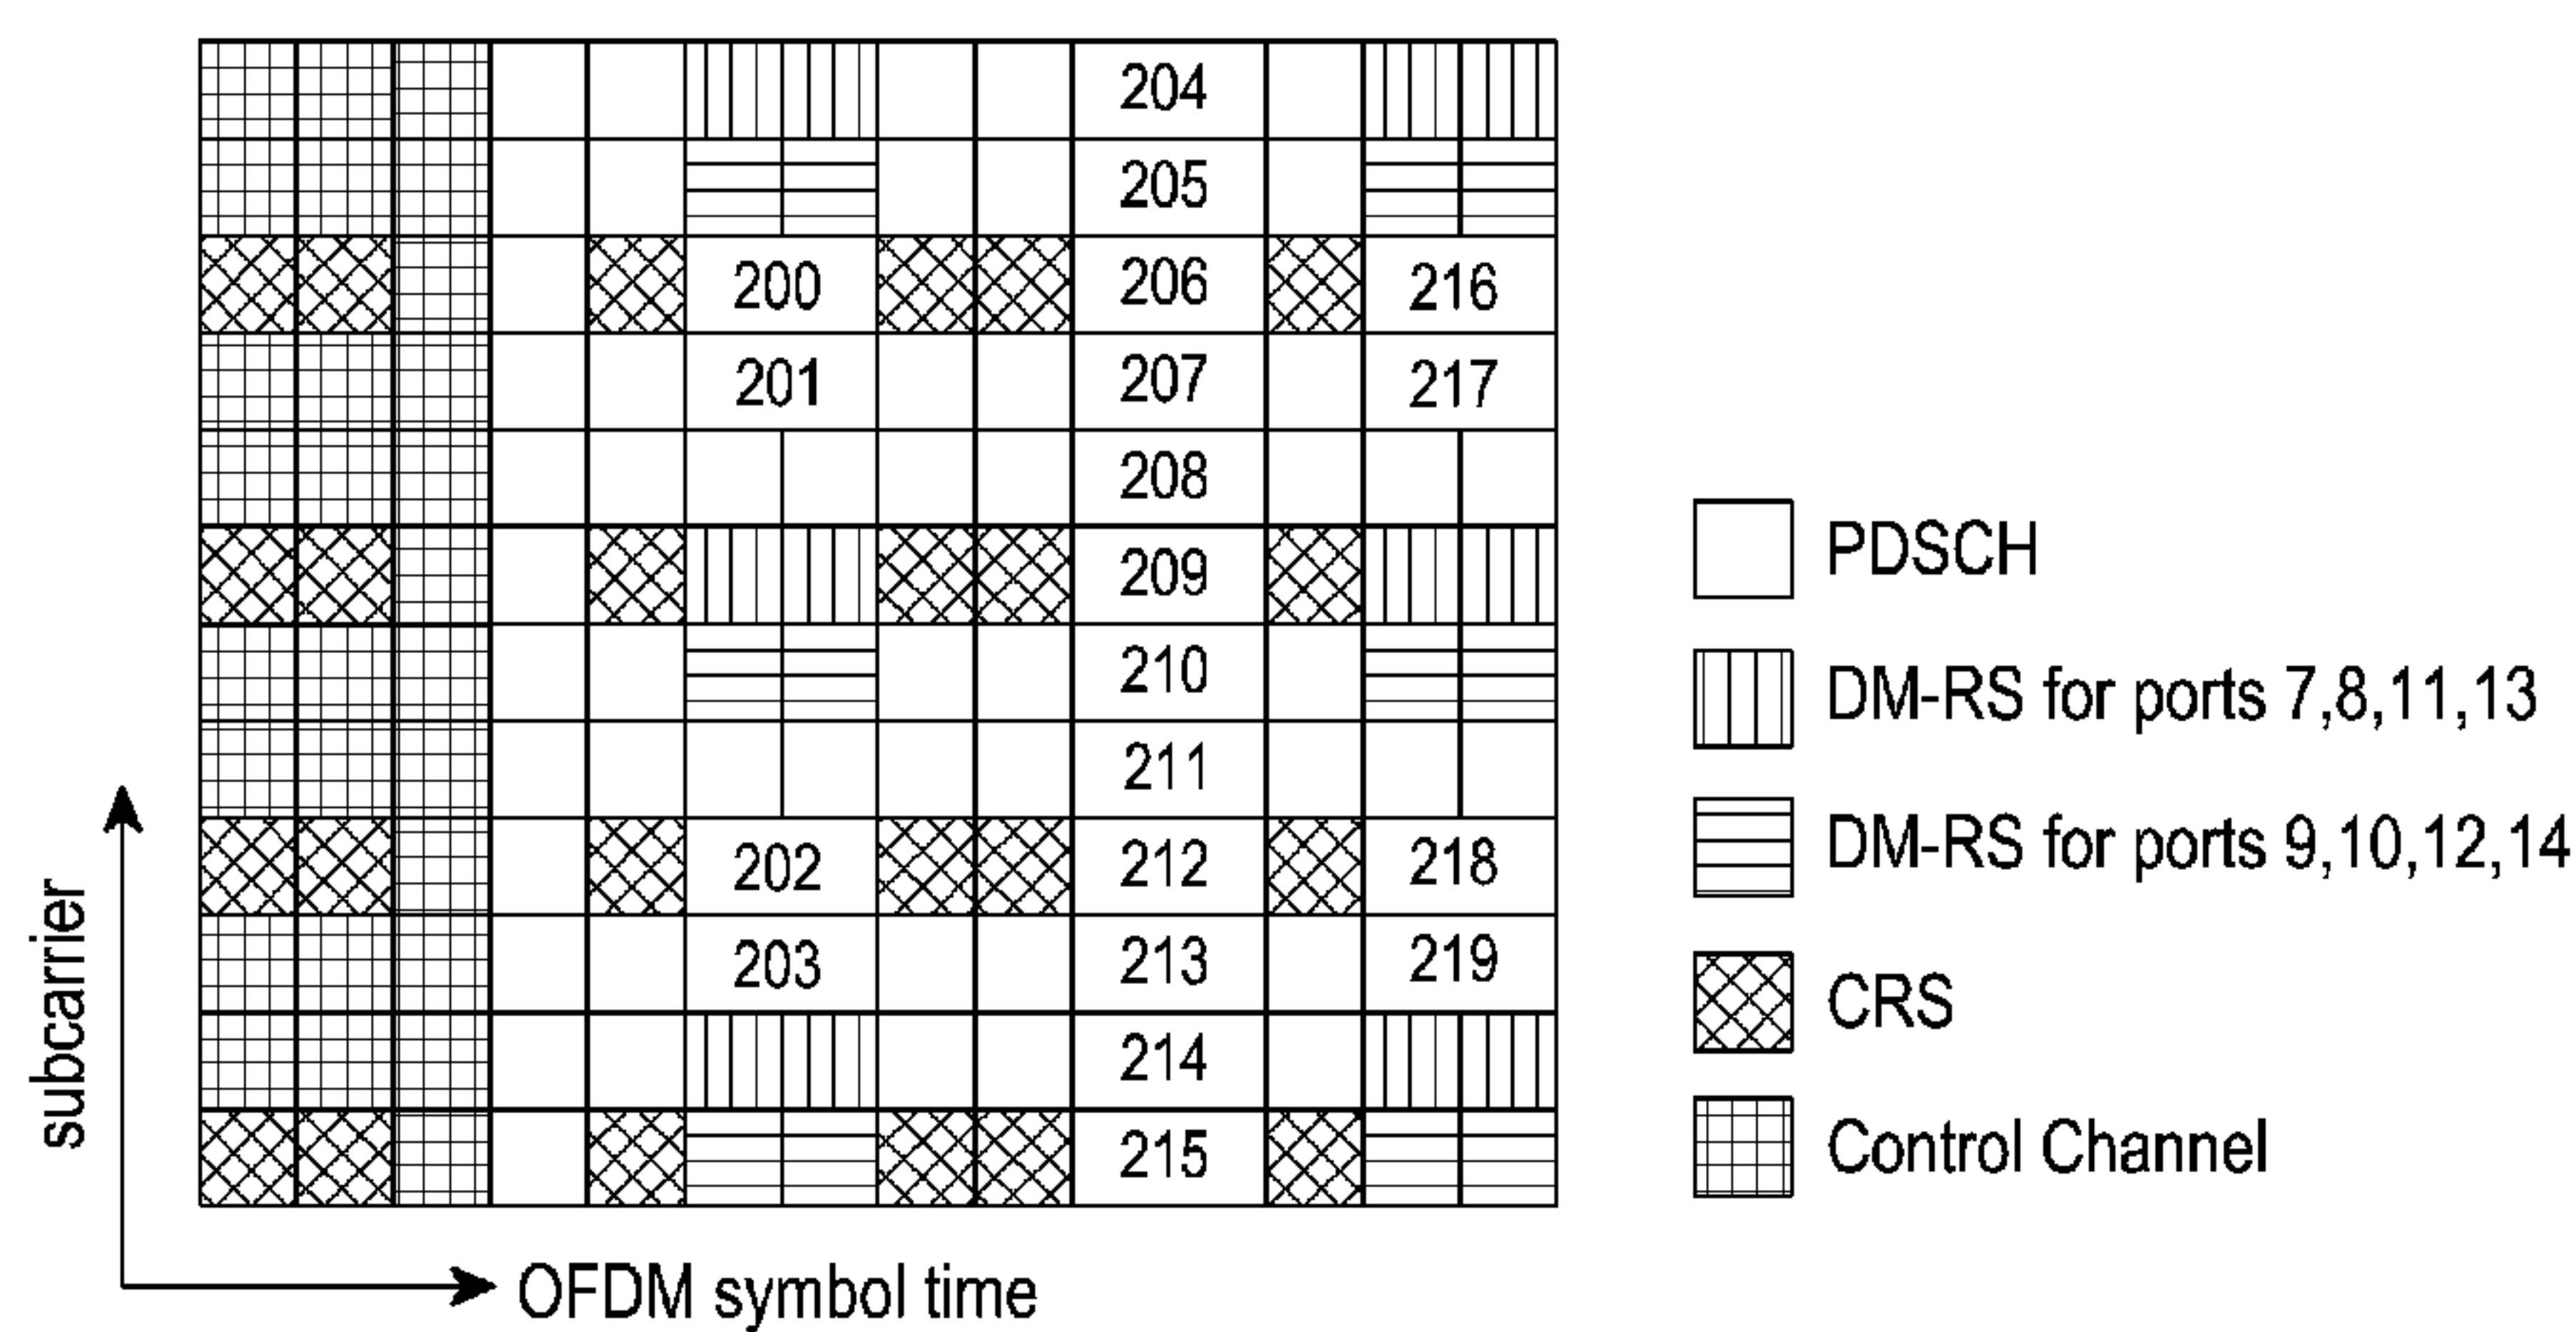 204
205
200 206 216
201 207 217
208
209
210
211
202 212 218
203 213 219
214
215
subcarrier
OFDM symbol time
PDSCH
DM-RS for ports 7,8,11,13
DM-RS for ports 9,10,12,14
CRS
Control Channel